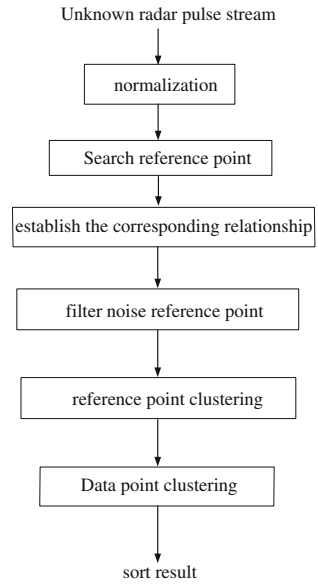 Unknown radar pulse stream
normalization
Search reference point
establish the corresponding relationship
filter noise reference point
reference point clustering
Data point clustering
sort result